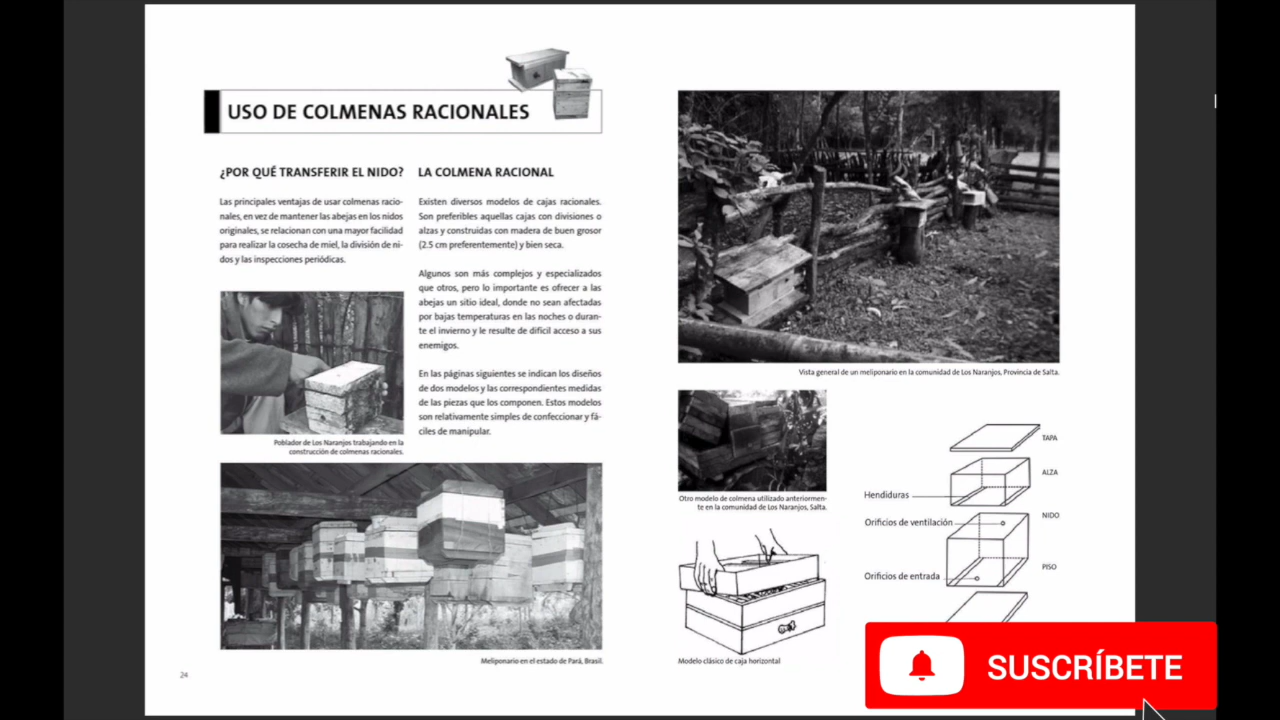 USO DE COLMENAS RACIONALES
¿POR QUÉ TRANSFERIR EL NIDO?
Las principales ventajas de usar colmenas racio-
nales, en vez de mantener las abejas en los nidos
originales, se relacionan con una mayor facilidad
para realizar la cosecha de miel, la división de ni-
dos y las inspecciones periódicas.
Poblador de Los Naranjos trabajando en la
construcción de colmenas racionales.
LA COLMENA RACIONAL
Existen diversos modelos de cajas racionales.
Son preferibles aquellas cajas con divisiones o
alzas y construidas con madera de buen grosor
(2.5 cm preferentemente) y bien seca.
Algunos son más complejos y especializados
que otros, pero lo importante es ofrecer a las
abejas un sitio ideal, donde no sean afectadas
por bajas temperaturas en las noches o duran-
te el invierno y le resulte de difícil acceso a sus
enemigos.
En las páginas siguientes se indican los diseños
de dos modelos y las correspondientes medidas
de las piezas que los componen. Estos modelos
son relativamente simples de confeccionar y fá-
ciles de manipular.
Meliponario en el estado de Pará, Brasil.
24
Vista general de un meliponario en la comunidad de Los Naranjos, Provincia de Salta.
Otro modelo de colmena utilizado anteriormen-
te en la comunidad de Los Naranjos, Salta.
Modelo clásico de caja horizontal
TAPA
ALZA
Hendiduras
NIDO
Orificios de ventilación
PISO
Orificios de entrada
SUSCRÍBETE